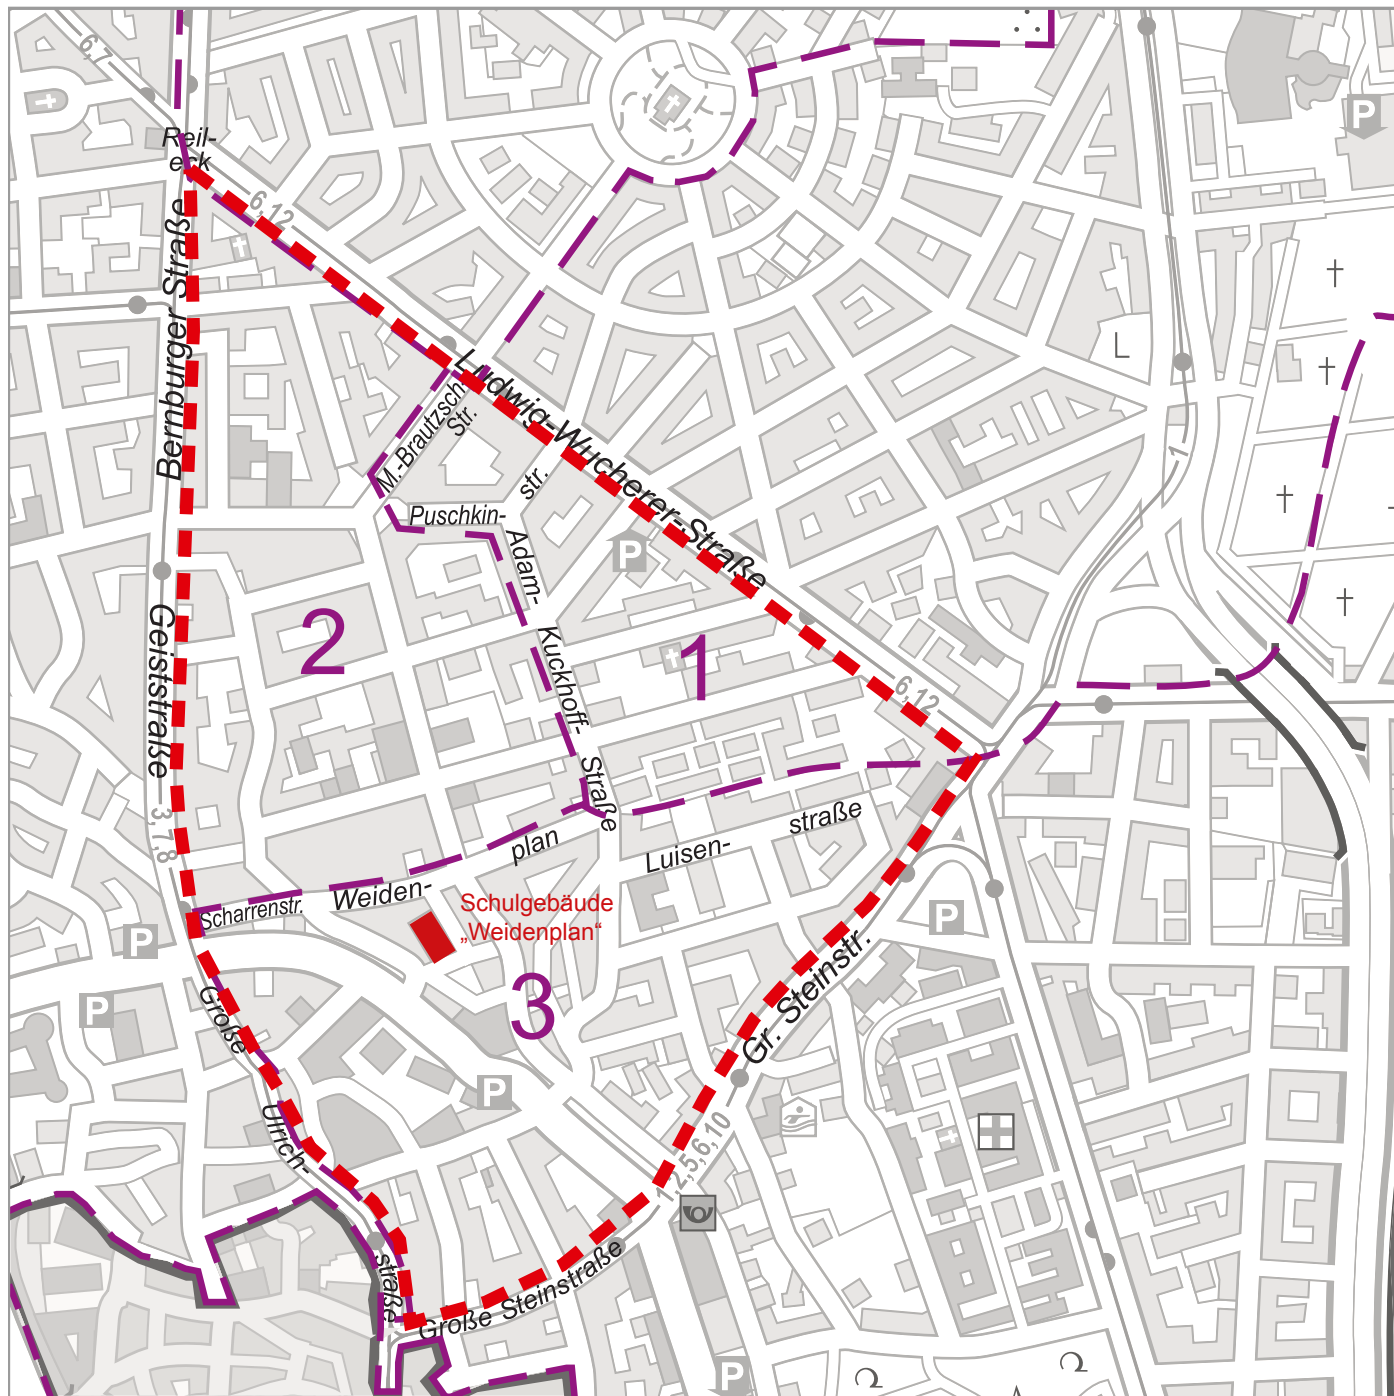 6,7
P
Reil-
eck
6,12
Bernburger Straße
Ludwig-Wucherer-Straße
M.-Brautzsch-
Str.
str.
Puschkin-
P
Adam-
Kuckhoff-
Straße
1
2
1
Geiststraße
6,12
3,7,8
plan
Luisen-
straße
Weiden-
Scharrenstr.
Schulgebäude
„Weidenplan“
P
P
P
3
Große
Ulrich-
straße
Gr. Steinstr.
P
1,2,5,6,10
Große Steinstraße
P